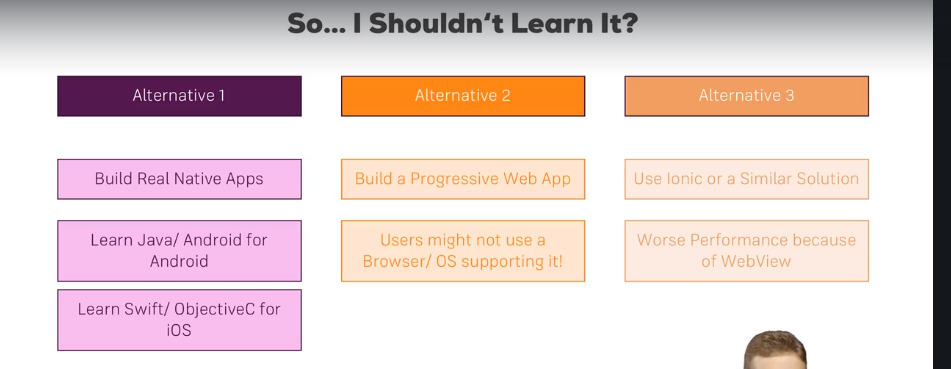 So... I Shouldn‘t Learn It?
Alternative 1
Alternative 2
Alternative 3
Build Real Native Apps
Build a Progressive Web App
Use Ionic or a Similar Solution
Learn Java/ Android for
Android
Users might not use a
Browser/ OS supporting it!
Worse Performance because
of WebView
Learn Swift/ ObjectiveC for
iOS